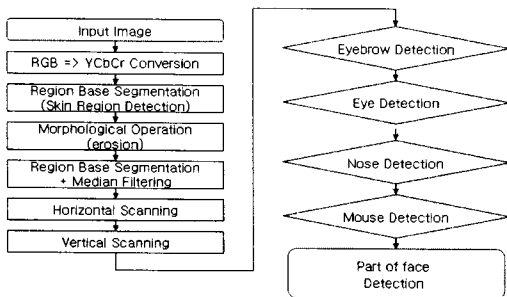 Input Image
RGB => YCbCr Conversion
Region Base Segmentation
(Skin Region Detection)
Morphological Operation
(erosion)
Region Base Segmentation
+ Median Filtering
Horizontal Scanning
Vertical Scanning
Eyebrow Detection
Eye Detection
Nose Detection
Mouse Detection
Part of face
Detection